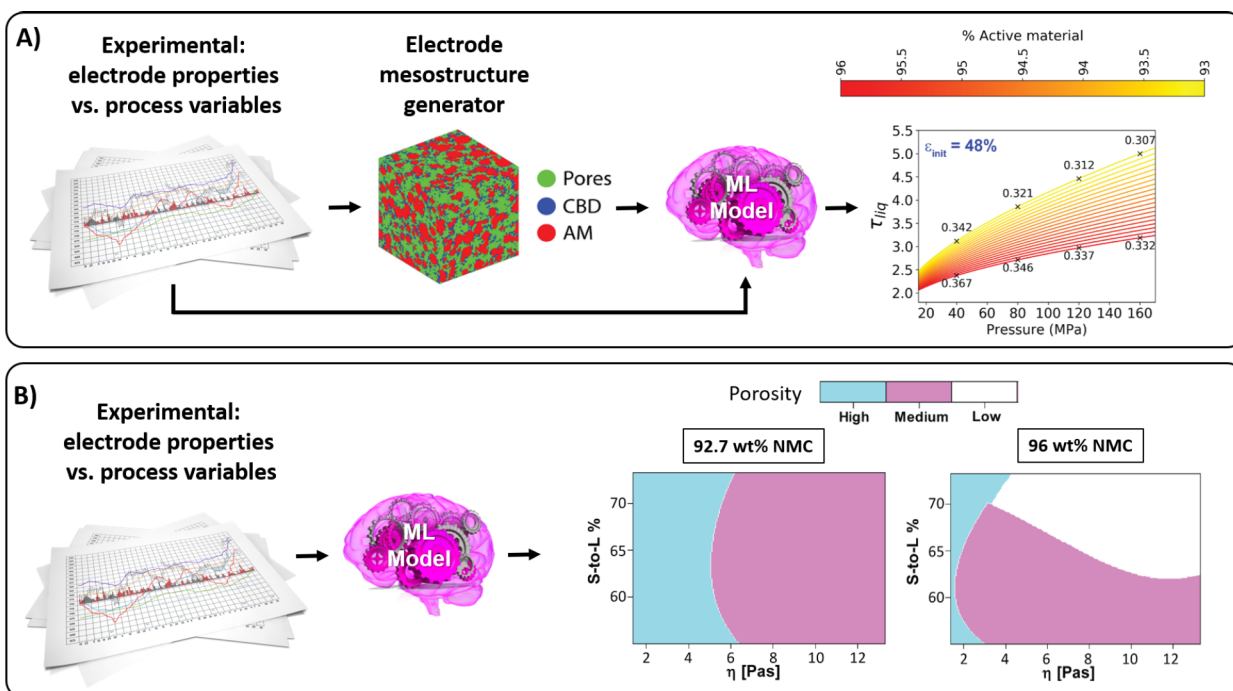 A)
Experimental:
electrode properties
vs. process variables
Electrode
mesostructure
generator
Pores
CBD
AM
ML
Model
% Active material
96
95.5
95
94.5
94
93.5
93
ε_init = 48%
τ_liq
5.5
5.0
4.5
4.0
3.5
3.0
2.5
2.0
0.307
0.312
0.321
0.342
0.332
0.337
0.346
0.367
20 40 60 80 100 120 140 160
Pressure (MPa)
B)
Experimental:
electrode properties
vs. process variables
ML
Model
Porosity
High Medium Low
92.7 wt% NMC
S-to-L %
70
65
60
2 4 6 8 10 12
η [Pas]
96 wt% NMC
S-to-L %
70
65
60
2 4 6 8 10 12
η [Pas]